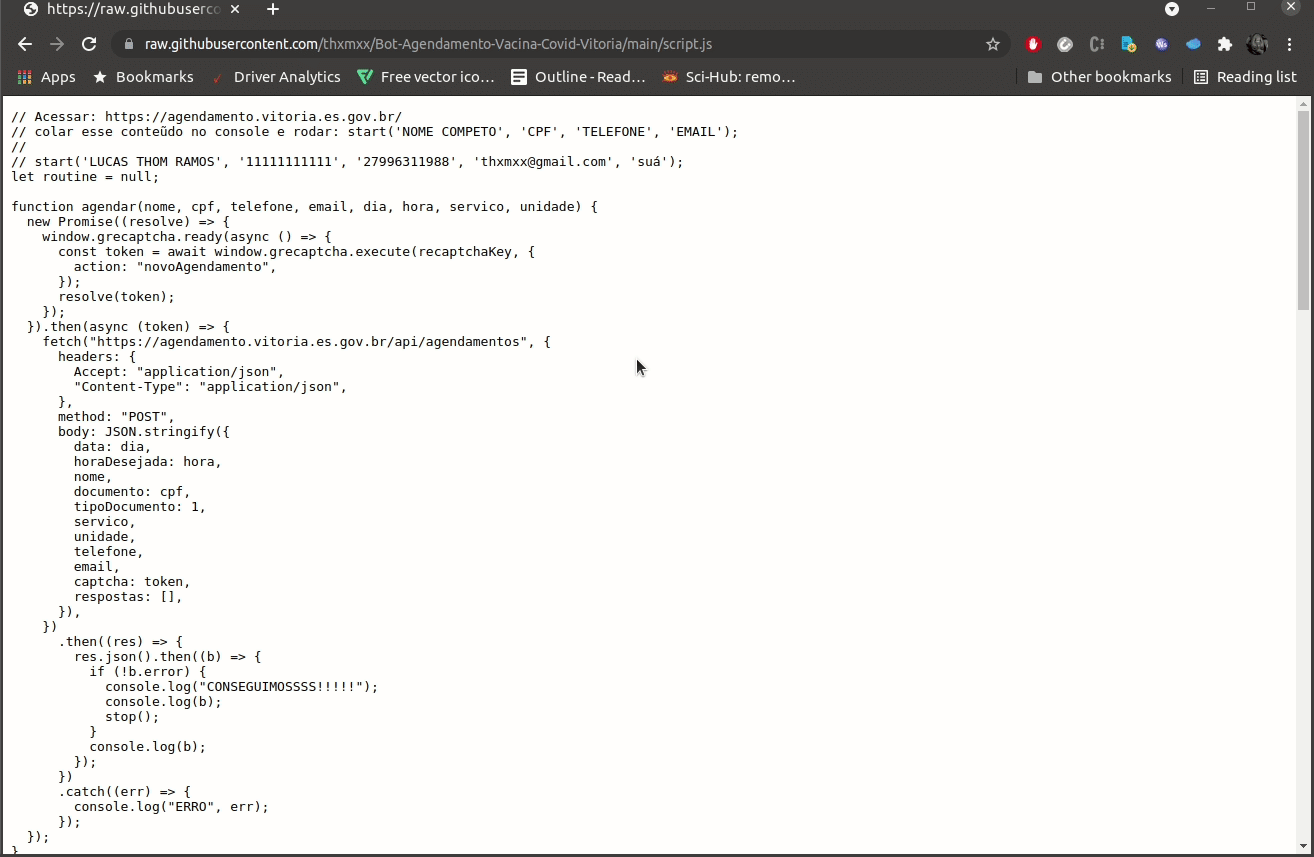 https://raw.githubuserco
raw.githubusercontent.com/thxmxx/Bot-Agendamento-Vacina-Covid-Vitoria/main/script.js
Apps Bookmarks Driver Analytics Free vector ico... Outline - Read... Sci-Hub: remo... Other bookmarks Reading list
// Acessar: https://agendamento.vitoria.es.gov.br/
// colar esse conteũdo no console e rodar: start('NOME COMPETO', 'CPF', 'TELEFONE', 'EMAIL');
//
// start('LUCAS THOM RAMOS', '11111111111', '27996311988', 'thxmxx@gmail.com', 'suá');
let routine = null;
function agendar(nome, cpf, telefone, email, dia, hora, servico, unidade) {
  new Promise((resolve) => {
    window.grecaptcha.ready(async () => {
      const token = await window.grecaptcha.execute(recaptchaKey, {
        action: "novoAgendamento",
      });
      resolve(token);
    });
  }).then(async (token) => {
    fetch("https://agendamento.vitoria.es.gov.br/api/agendamentos", {
      headers: {
        Accept: "application/json",
        "Content-Type": "application/json",
      },
      method: "POST",
      body: JSON.stringify({
        data: dia,
        horaDesejada: hora,
        nome,
        documento: cpf,
        tipoDocumento: 1,
        servico,
        unidade,
        telefone,
        email,
        captcha: token,
        respostas: [],
      }),
    })
      .then((res) => {
        res.json().then((b) => {
          if (!b.error) {
            console.log("CONSEGUIMOSSSS!!!!!");
            console.log(b);
            stop();
          }
          console.log(b);
        });
      })
      .catch((err) => {
        console.log("ERRO", err);
      });
  });
}